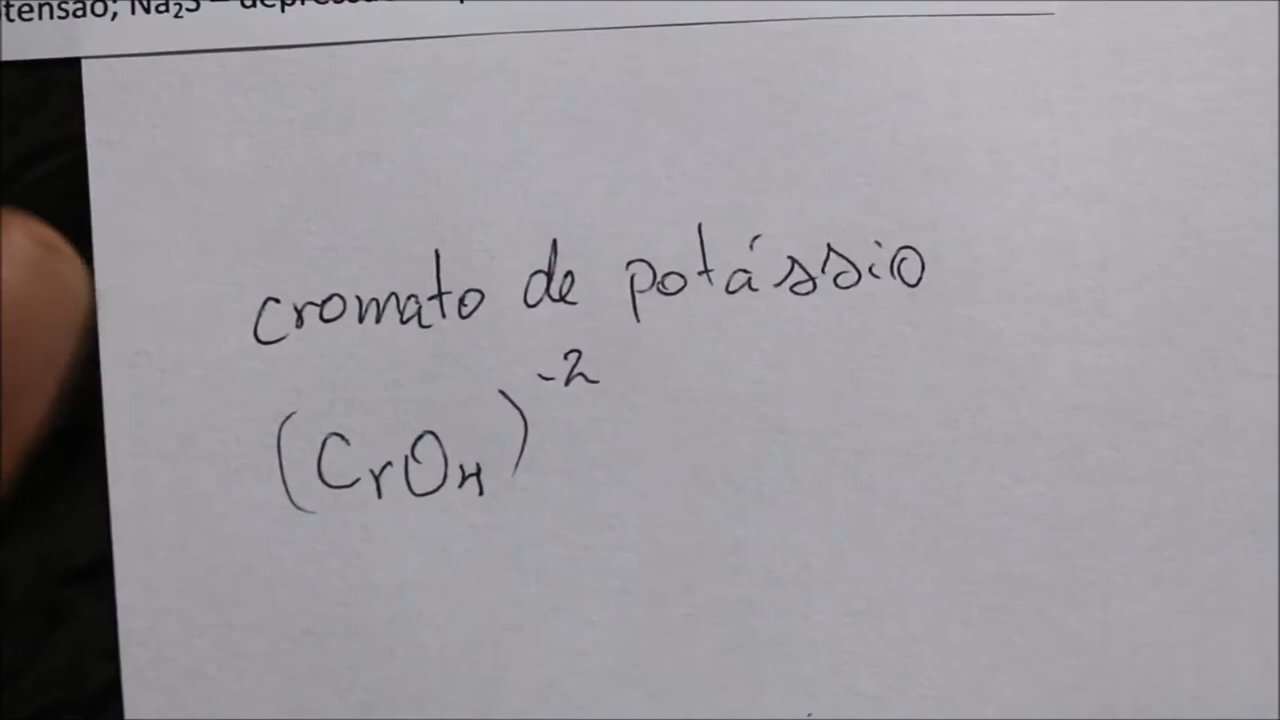 tensão; Na₂S –
cromato de potássio
(CrO₄)⁻²